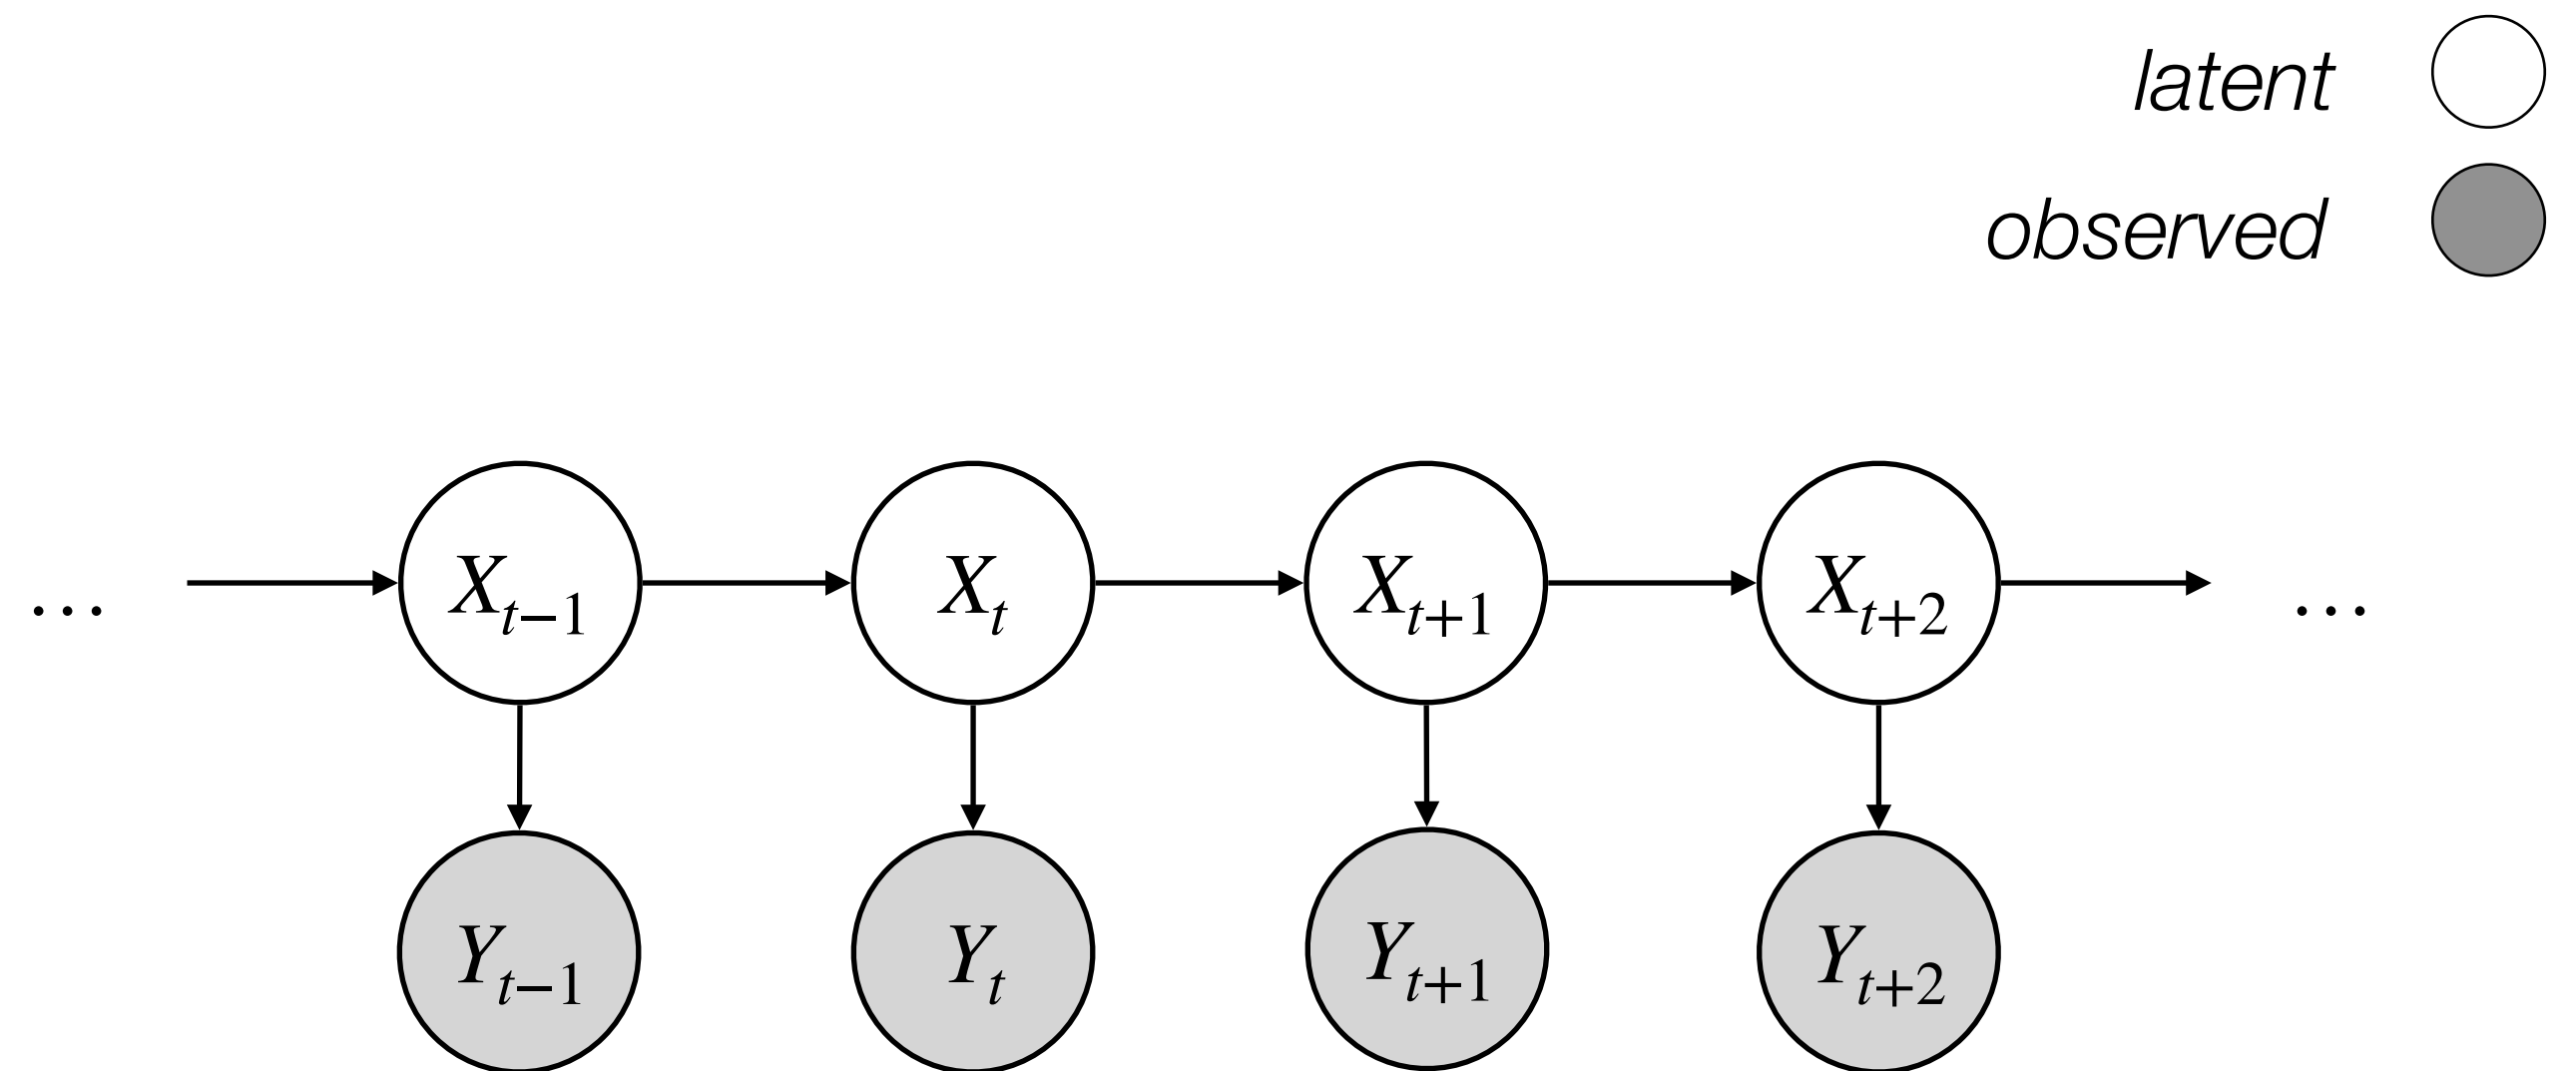 latent
observed
… X_{t−1} X_t X_{t+1} X_{t+2} …
Y_{t−1} Y_t Y_{t+1} Y_{t+2}